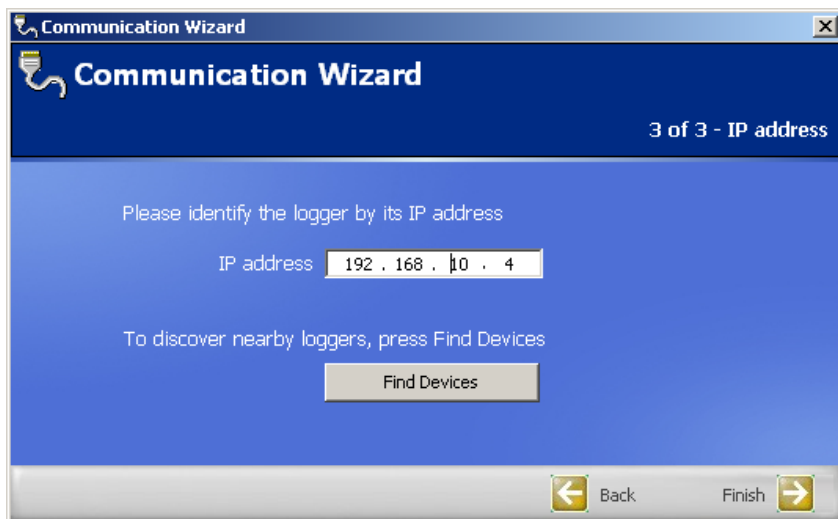 Communication Wizard
Communication Wizard
3 of 3 - IP address
Please identify the logger by its IP address
IP address 192 . 168 . 10 . 4
To discover nearby loggers, press Find Devices
Find Devices
Back Finish